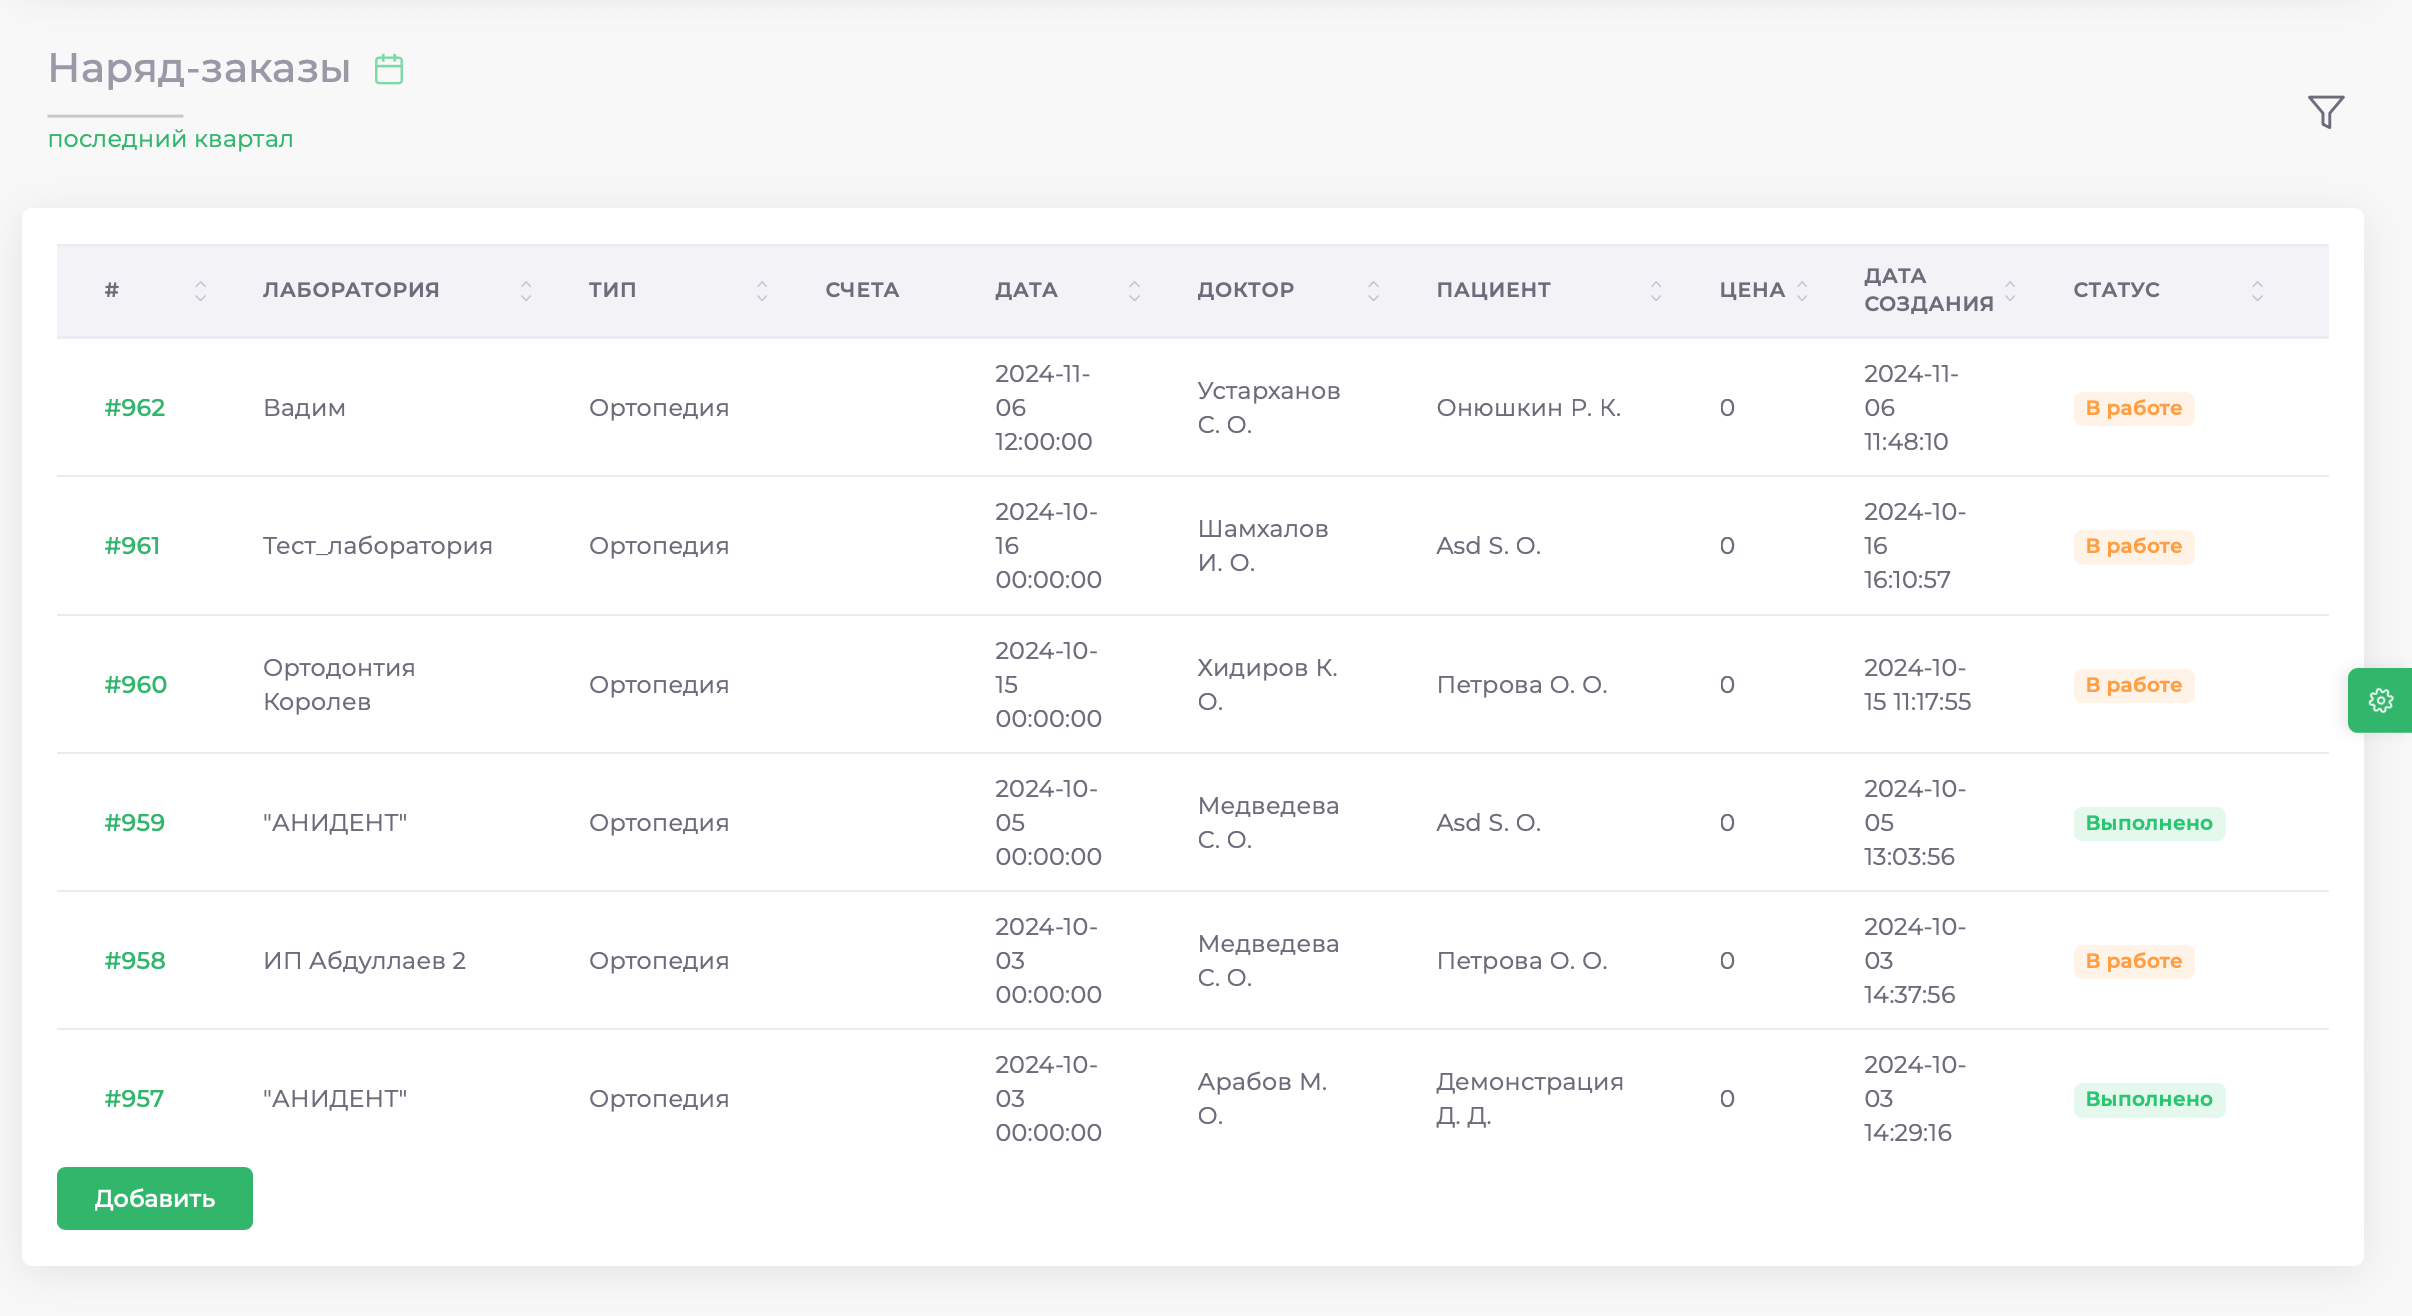 Наряд-заказы
последний квартал
# ЛАБОРАТОРИЯ ТИП СЧЕТА ДАТА ДОКТОР ПАЦИЕНТ ЦЕНА ДАТА СОЗДАНИЯ СТАТУС
#962 Вадим Ортопедия 2024-11-06 12:00:00 Устарханов С. О. Онюшкин Р. К. 0 2024-11-06 11:48:10 В работе
#961 Тест_лаборатория Ортопедия 2024-10-16 00:00:00 Шамхалов И. О. Asd S. O. 0 2024-10-16 16:10:57 В работе
#960 Ортодонтия Королев Ортопедия 2024-10-15 00:00:00 Хидиров К. О. Петрова О. О. 0 2024-10-15 11:17:55 В работе
#959 "АНИДЕНТ" Ортопедия 2024-10-05 00:00:00 Медведева С. О. Asd S. O. 0 2024-10-05 13:03:56 Выполнено
#958 ИП Абдуллаев 2 Ортопедия 2024-10-03 00:00:00 Медведева С. О. Петрова О. О. 0 2024-10-03 14:37:56 В работе
#957 "АНИДЕНТ" Ортопедия 2024-10-03 00:00:00 Арабов М. О. Демонстрация Д. Д. 0 2024-10-03 14:29:16 Выполнено
Добавить